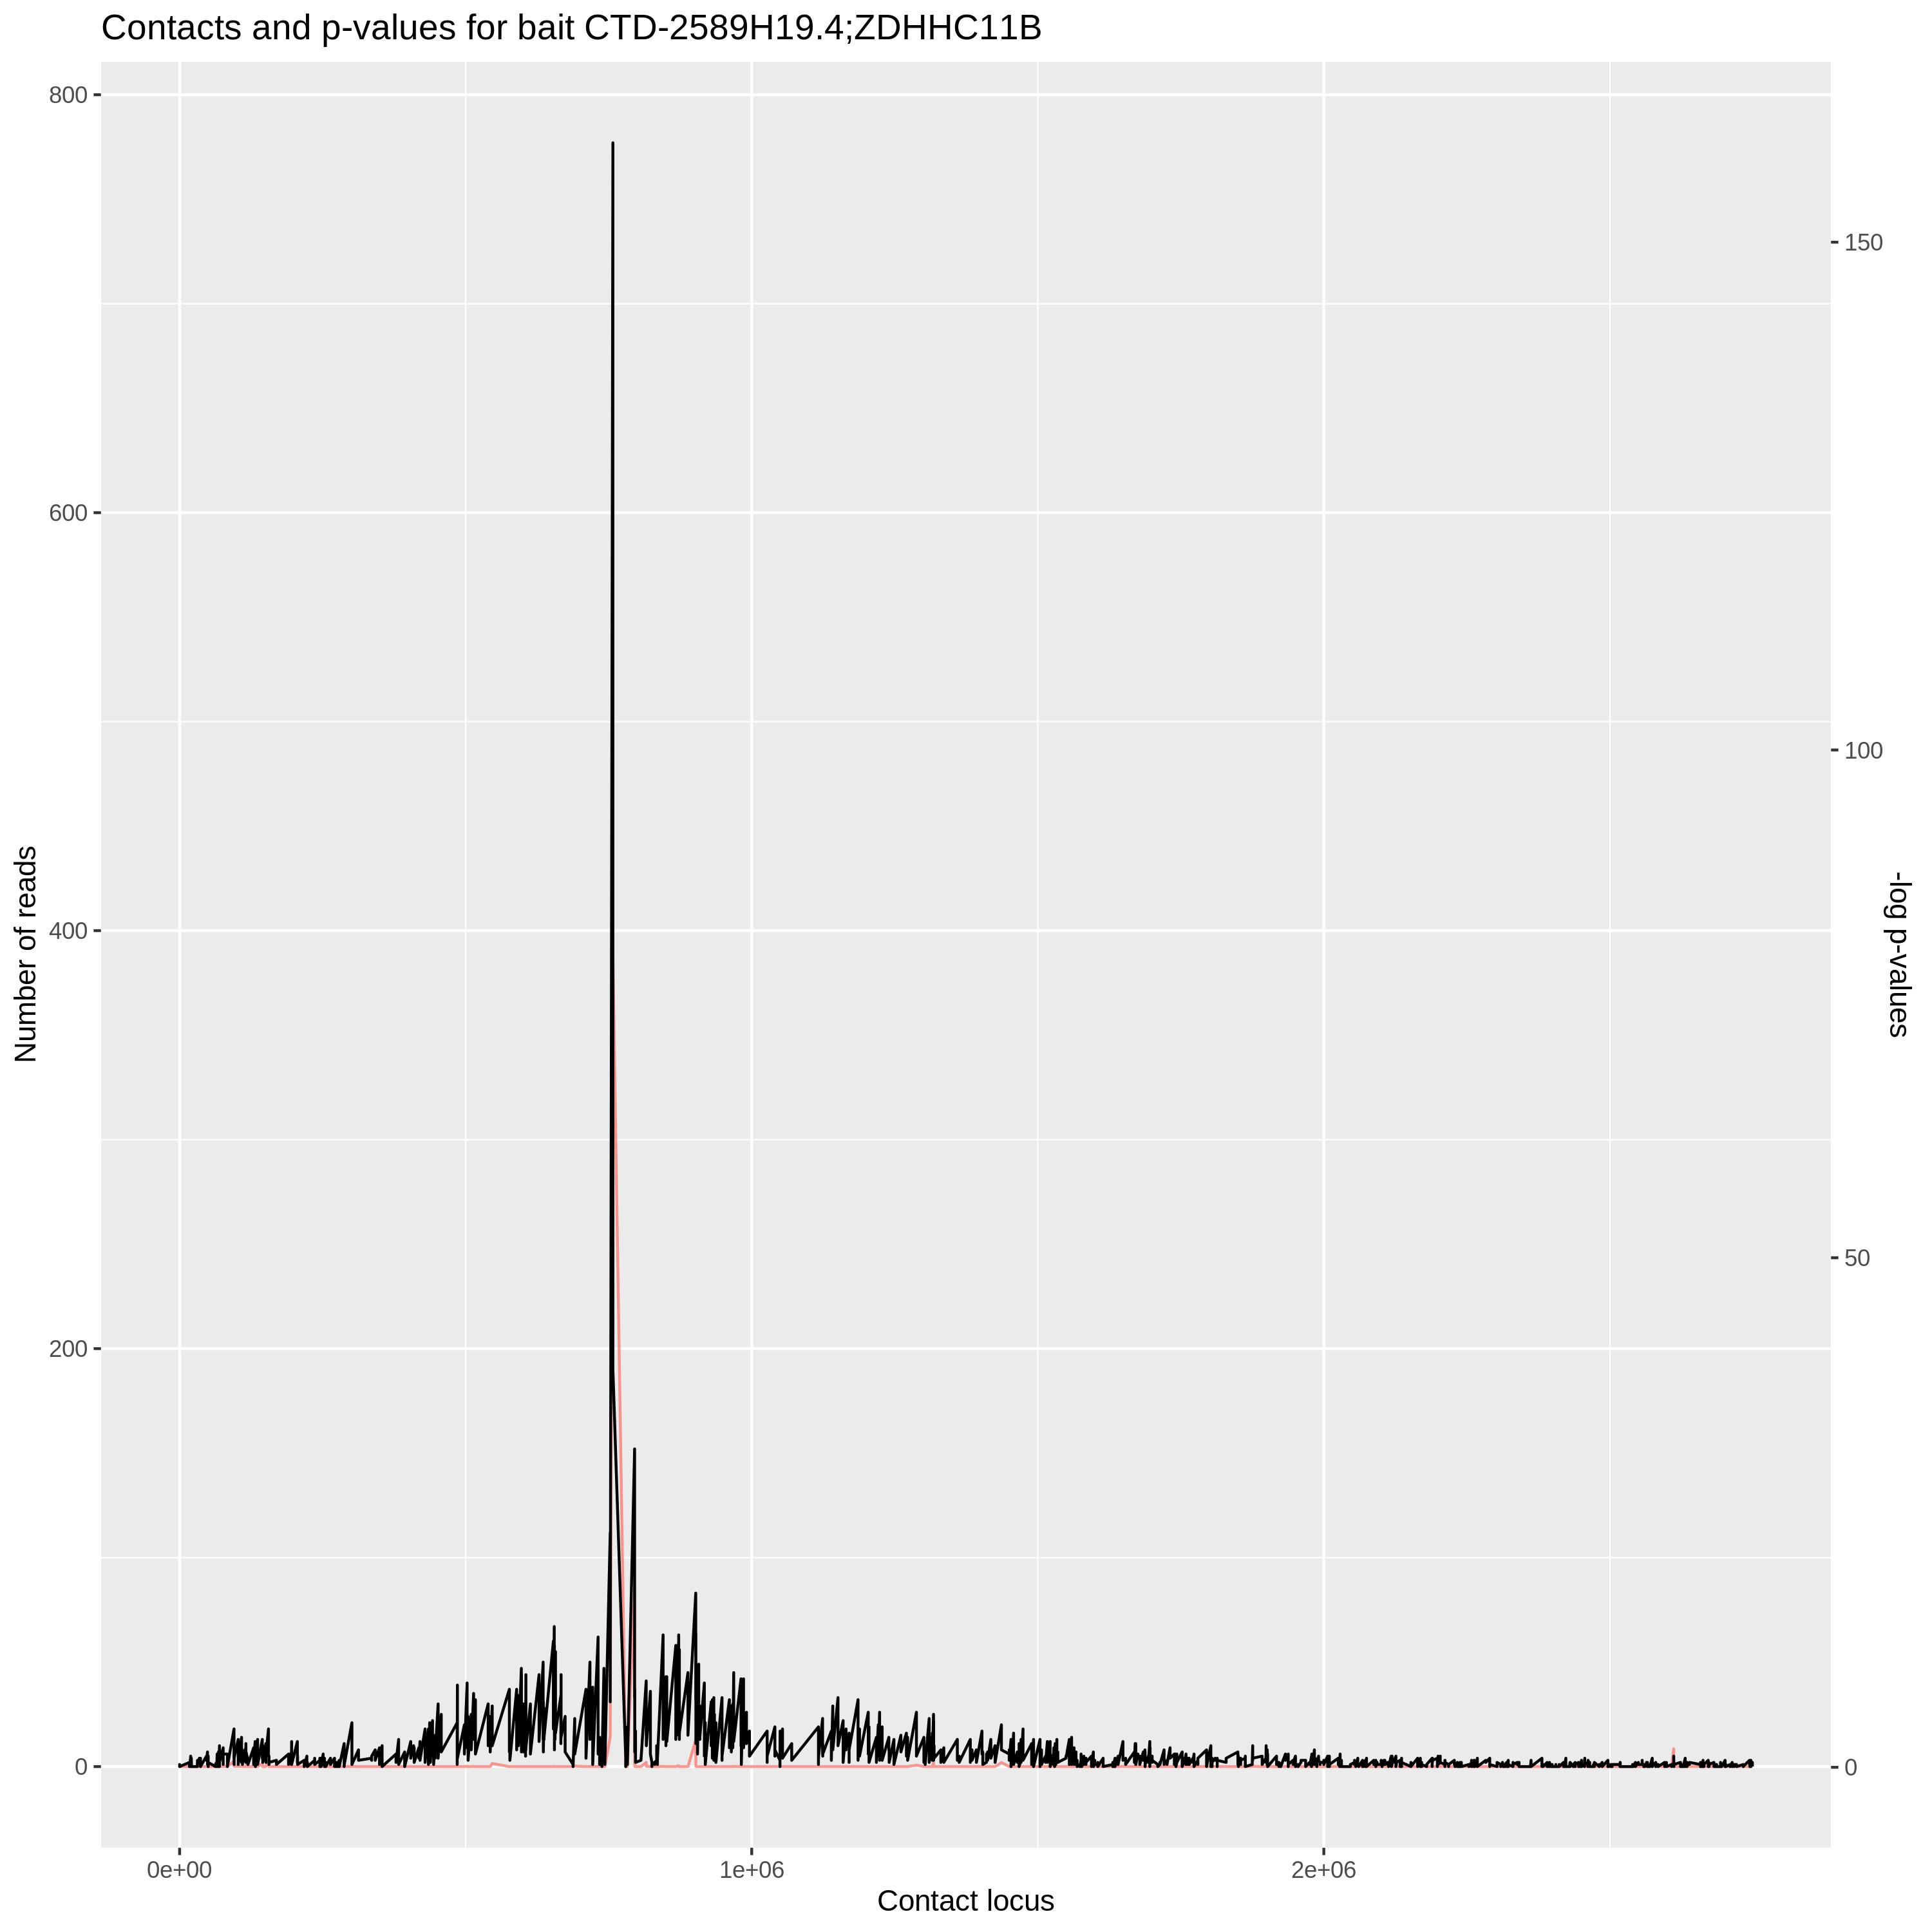 Contacts and p-values for bait CTD-2589H19.4;ZDHHC11B
800
600
400
200
0
Number of reads
150
100
50
0
-log p-values
0e+00
1e+06
2e+06
Contact locus